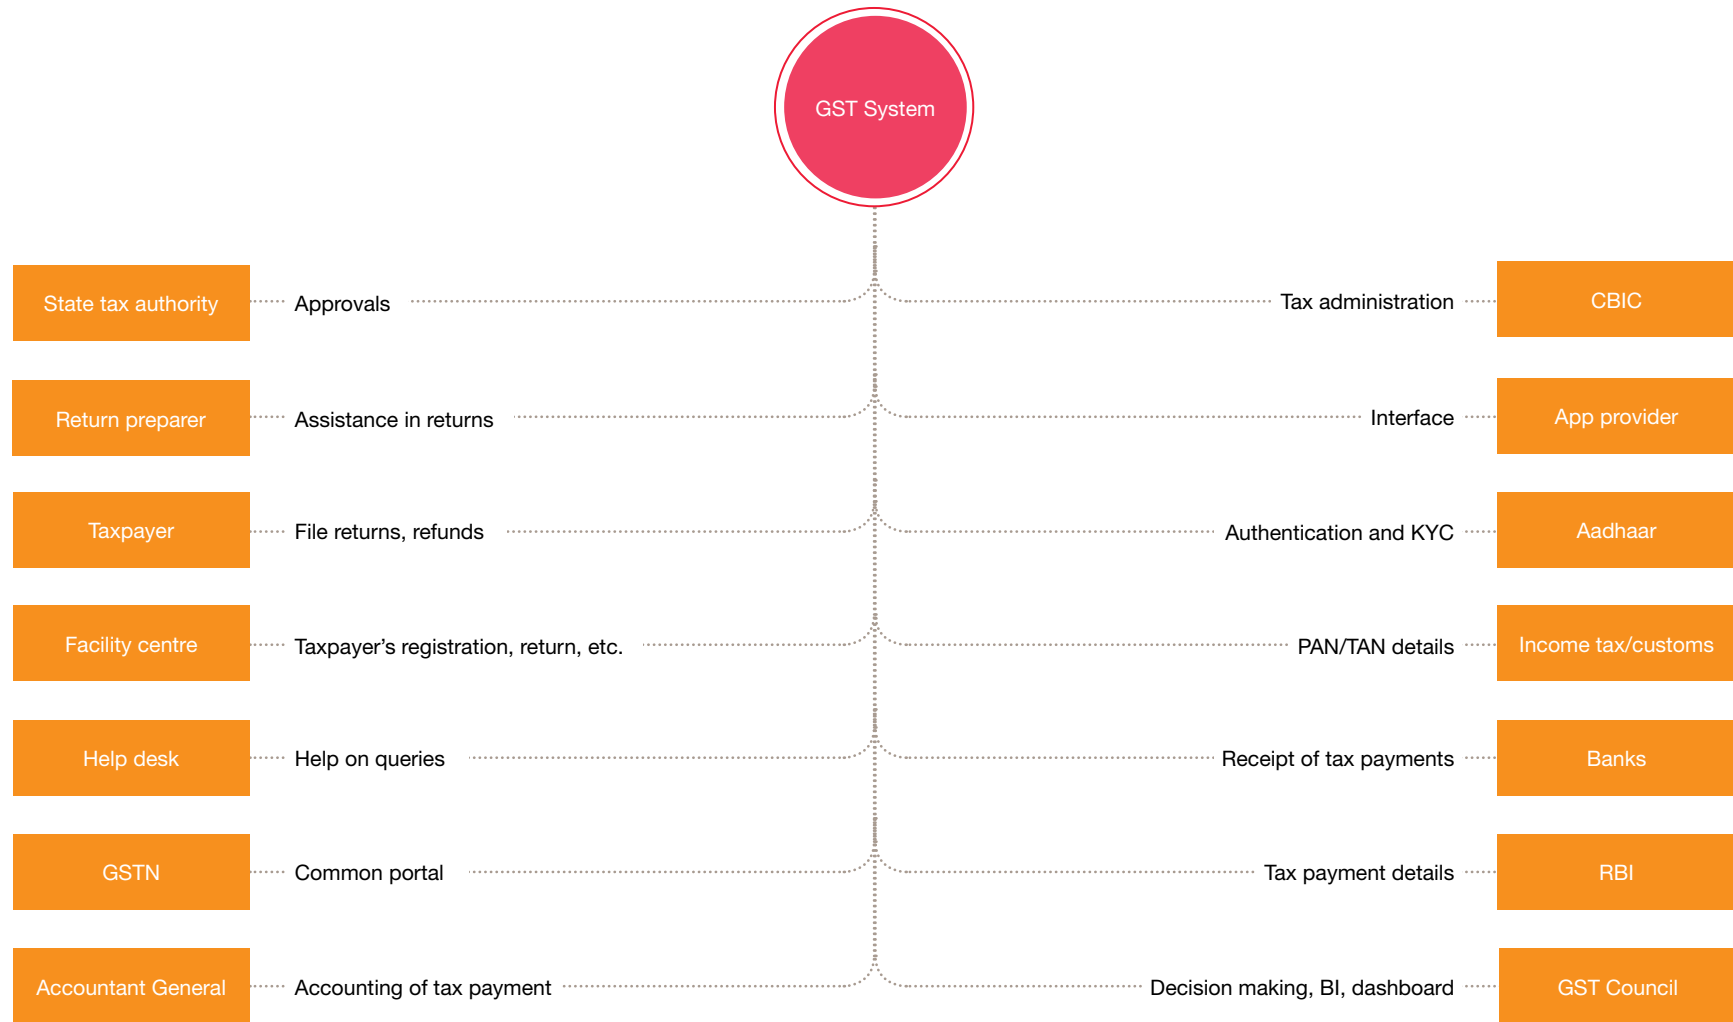 GST System
State tax authority
Approvals
Tax administration
CBIC
Return preparer
Assistance in returns
Interface
App provider
Taxpayer
File returns, refunds
Authentication and KYC
Aadhaar
Facility centre
Taxpayer’s registration, return, etc.
PAN/TAN details
Income tax/customs
Help desk
Help on queries
Receipt of tax payments
Banks
GSTN
Common portal
Tax payment details
RBI
Accountant General
Accounting of tax payment
Decision making, BI, dashboard
GST Council